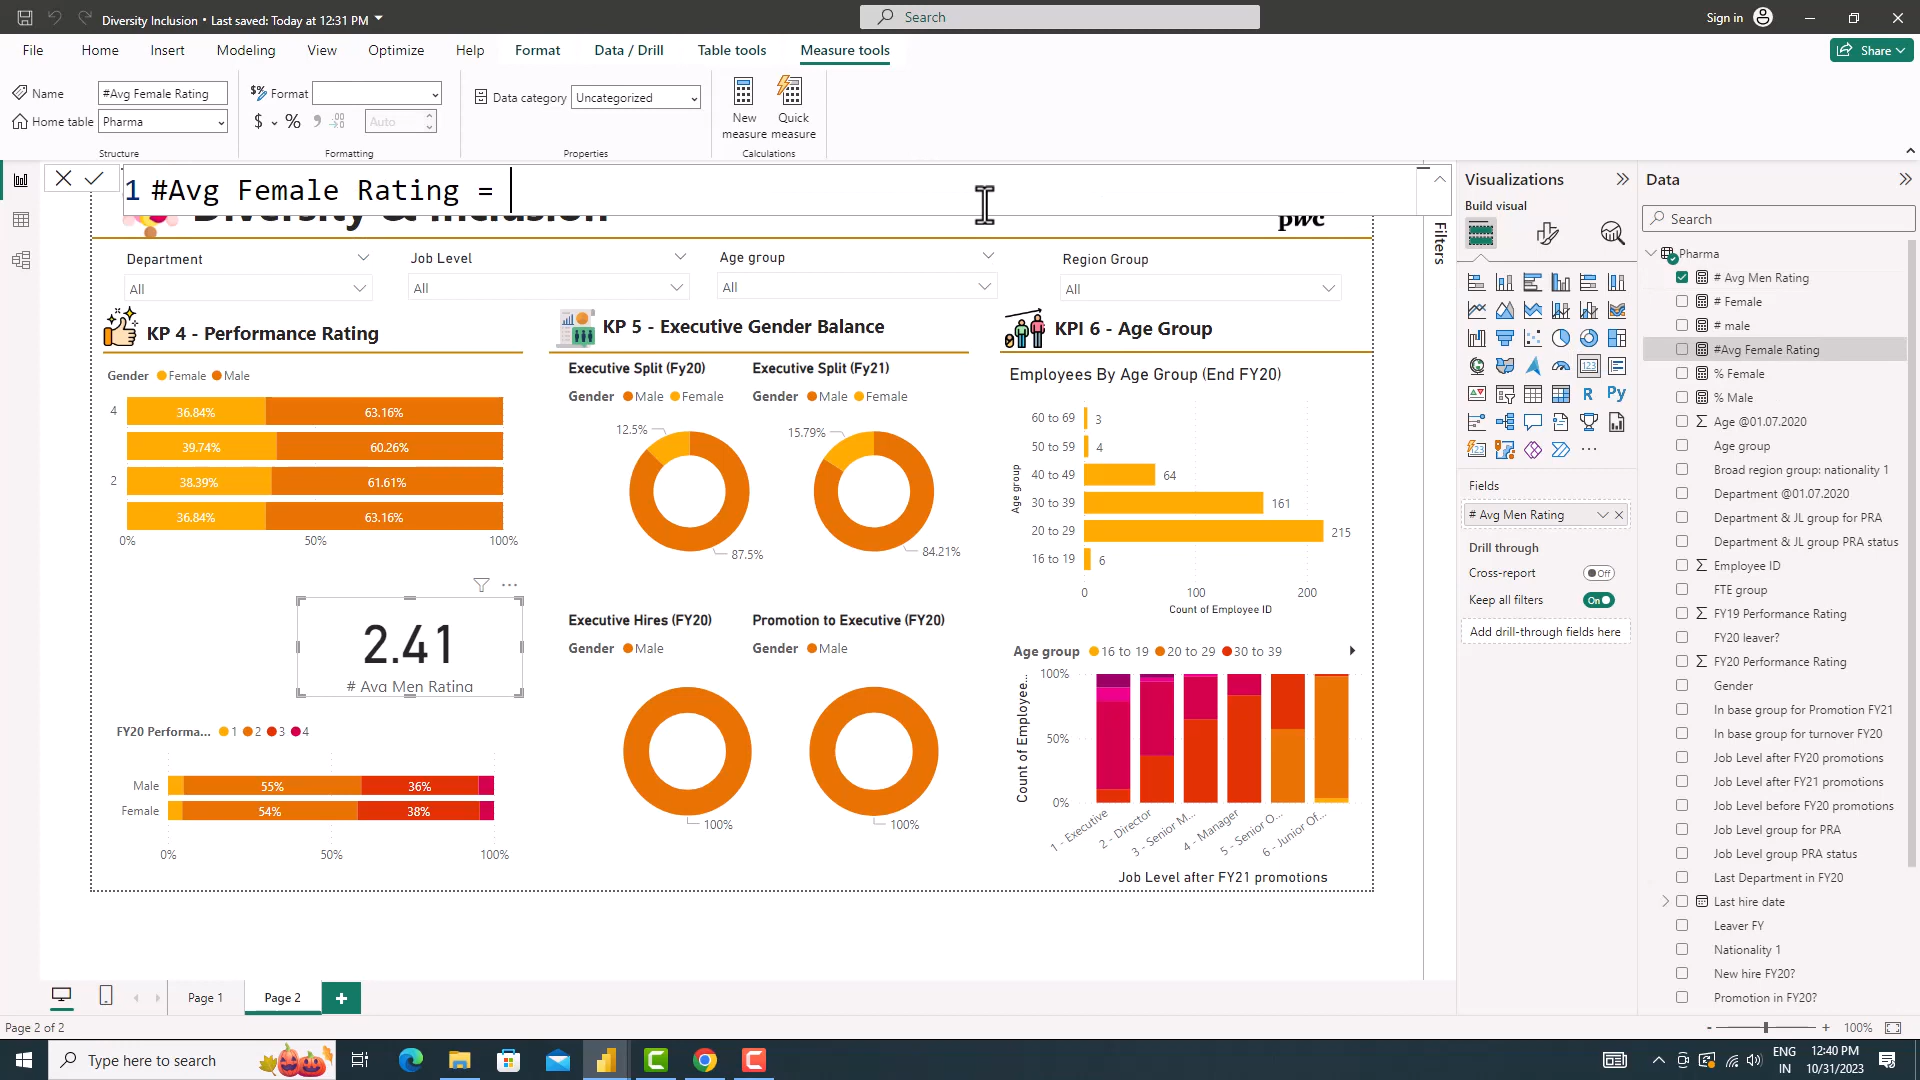 Diversity Inclusion • Last saved: Today at 12:31 PM
Search
Sign in
File
Home
Insert
Modeling
View
Optimize
Help
Format
Data / Drill
Table tools
Measure tools
Share
Name
#Avg Female Rating
Home table
Pharma
Structure
Format
$
%
Auto
Formatting
Data category
Uncategorized
Properties
New measure
Quick measure
Calculations
1 #Avg Female Rating =
pwc
Department
All
Job Level
All
Age group
All
Region Group
All
KP 4 - Performance Rating
Gender Female Male
4
36.84%
63.16%
39.74%
60.26%
2
38.39%
61.61%
36.84%
63.16%
0%
50%
100%
2.41
# Avg Men Rating
FY20 Performa... 1 2 3 4
Male
55%
36%
Female
54%
38%
0%
50%
100%
KP 5 - Executive Gender Balance
Executive Split (Fy20)
Gender Male Female
12.5%
87.5%
Executive Split (Fy21)
Gender Male Female
15.79%
84.21%
Executive Hires (FY20)
Gender Male
100%
Promotion to Executive (FY20)
Gender Male
100%
KPI 6 - Age Group
Employees By Age Group (End FY20)
Age group
60 to 69
3
50 to 59
4
40 to 49
64
30 to 39
161
20 to 29
215
16 to 19
6
0
100
200
Count of Employee ID
Age group 16 to 19 20 to 29 30 to 39
Count of Employee...
100%
50%
0%
1 - Executive
2 - Director
3 - Senior M...
4 - Manager
5 - Senior O...
6 - Junior Of...
Job Level after FY21 promotions
Filters
Visualizations
Build visual
R
Py
123
Fields
# Avg Men Rating
Drill through
Cross-report
Off
Keep all filters
On
Add drill-through fields here
Data
Search
Pharma
# Avg Men Rating
# Female
# male
#Avg Female Rating
% Female
% Male
Age @01.07.2020
Age group
Broad region group: nationality 1
Department @01.07.2020
Department & JL group for PRA
Department & JL group PRA status
Employee ID
FTE group
FY19 Performance Rating
FY20 leaver?
FY20 Performance Rating
Gender
In base group for Promotion FY21
In base group for turnover FY20
Job Level after FY20 promotions
Job Level after FY21 promotions
Job Level before FY20 promotions
Job Level group for PRA
Job Level group PRA status
Last Department in FY20
Last hire date
Leaver FY
Nationality 1
New hire FY20?
Promotion in FY20?
Page 1
Page 2
+
Page 2 of 2
- + 100%
Type here to search
ENG
IN
12:40 PM
10/31/2023